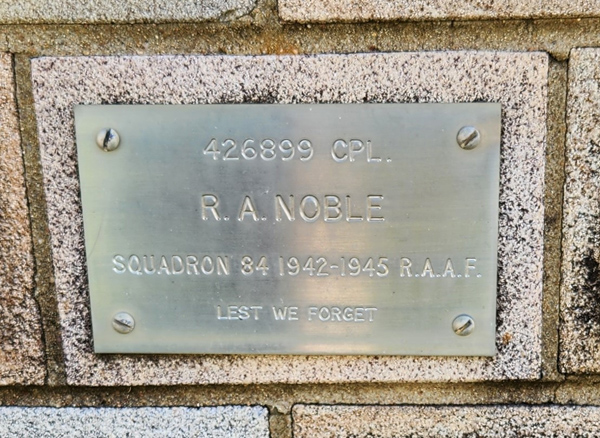 426899 CPL.
R. A. NOBLE
SQUADRON 84 1942-1945 R.A.A.F.
LEST WE FORGET